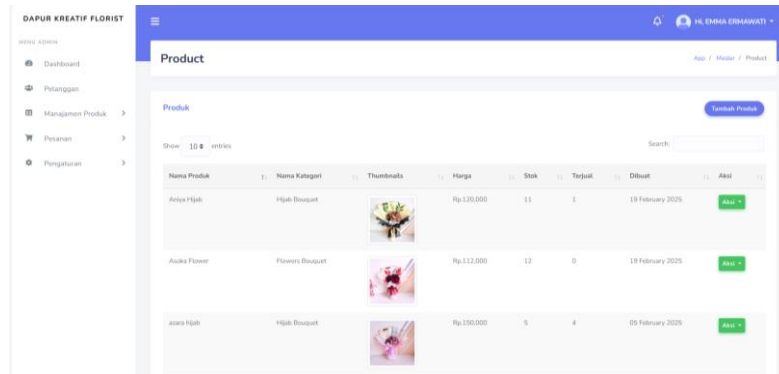 DAPUR KREATIF FLORIST
HI, EMMA ERMAWATI
MENU ADMIN
Dashboard
Pelanggan
Manajemen Produk
Pesanan
Pengaturan
Product
App / Master / Product
Produk
Tambah Produk
Show 10 entries
Search:
Nama Produk Nama Kategori Thumbnails Harga Stok Terjual Dibuat Aksi
Aniya Hijab Hijab Bouquet Rp.120,000 11 1 19 February 2025 Aksi
Asuka Flower Flowers Bouquet Rp.112,000 12 0 19 February 2025 Aksi
azara hijab Hijab Bouquet Rp.150,000 5 4 05 February 2025 Aksi